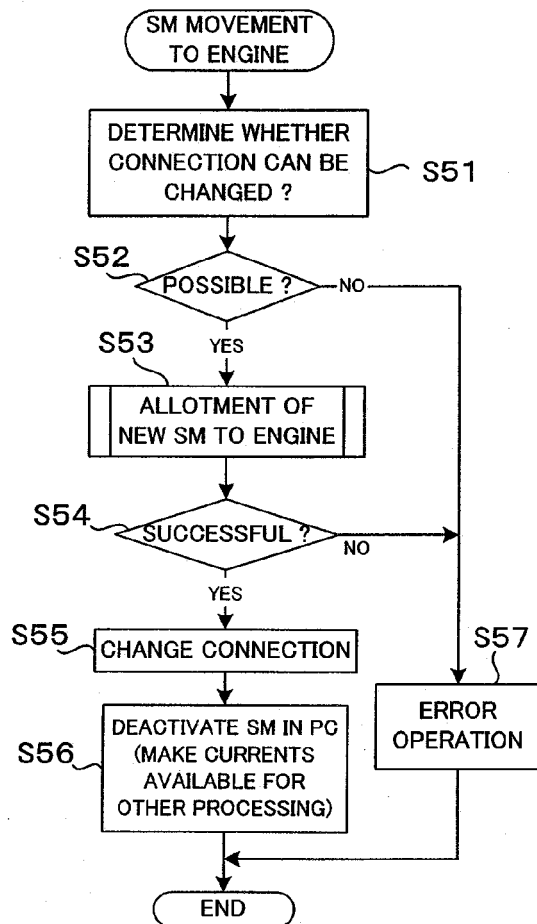 SM MOVEMENT
TO ENGINE
DETERMINE WHETHER
CONNECTION CAN BE
CHANGED ?
S51
S52
POSSIBLE ?
NO
YES
S53
ALLOTMENT OF
NEW SM TO ENGINE
S54
SUCCESSFUL ?
NO
YES
S55
CHANGE CONNECTION
S57
ERROR
OPERATION
S56
DEACTIVATE SM IN PC
(MAKE CURRENTS
AVAILABLE FOR
OTHER PROCESSING)
END